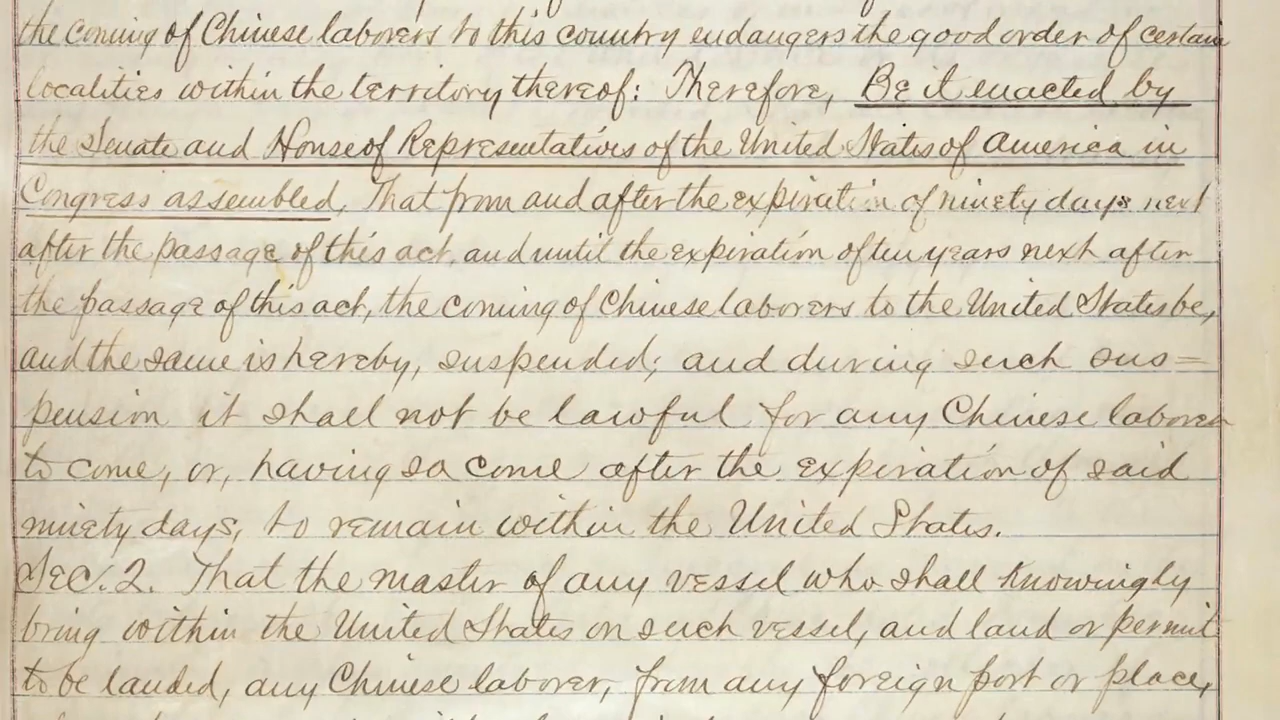 the coming of Chinese laborers to this country endangers the good order of certain
localities within the territory thereof: Therefore, Be it enacted by
the Senate and House of Representatives of the United States of America in
Congress assembled, That from and after the expiration of ninety days next
after the passage of this act, and until the expiration of ten years next after
the passage of this act, the coming of Chinese laborers to the United States be,
and the same is hereby, suspended; and during such sus=
pension it shall not be lawful for any Chinese laborer
to come, or, having so come after the expiration of said
ninety days, to remain within the United States.
Sec. 2. That the master of any vessel who shall knowingly
bring within the United States on such vessel, and land or permit
to be landed, any Chinese laborer, from any foreign port or place,